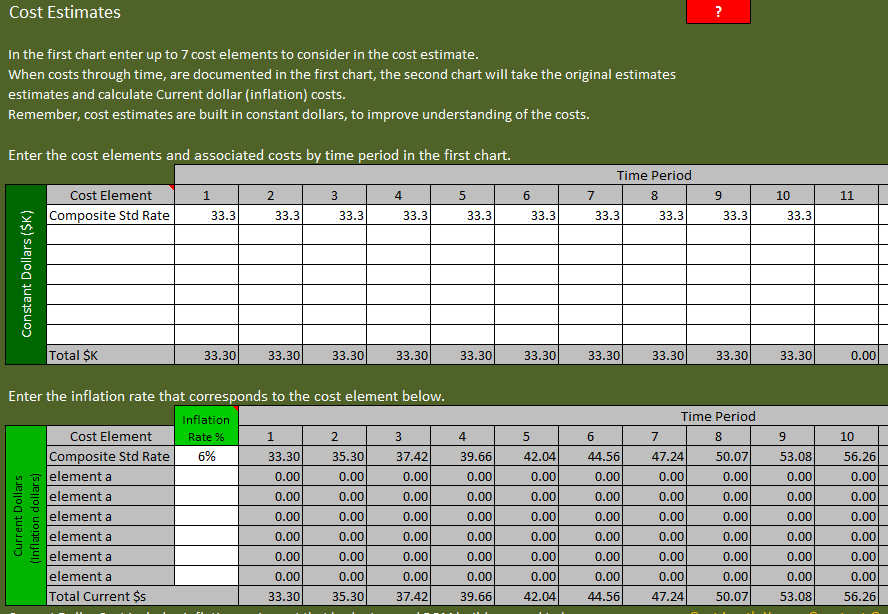 Cost Estimates
?
In the first chart enter up to 7 cost elements to consider in the cost estimate.
When costs through time, are documented in the first chart, the second chart will take the original estimates
estimates and calculate Current dollar (inflation) costs.
Remember, cost estimates are built in constant dollars, to improve understanding of the costs.
Enter the cost elements and associated costs by time period in the first chart.
Time Period
Constant Dollars ($K)
Cost Element 1 2 3 4 5 6 7 8 9 10 11
Composite Std Rate 33.3 33.3 33.3 33.3 33.3 33.3 33.3 33.3 33.3 33.3
Total $K 33.30 33.30 33.30 33.30 33.30 33.30 33.30 33.30 33.30 33.30 0.00
Enter the inflation rate that corresponds to the cost element below.
Inflation Time Period
Current Dollars
(Inflation dollars)
Cost Element Rate % 1 2 3 4 5 6 7 8 9 10
Composite Std Rate 6% 33.30 35.30 37.42 39.66 42.04 44.56 47.24 50.07 53.08 56.26
element a 0.00 0.00 0.00 0.00 0.00 0.00 0.00 0.00 0.00 0.00
element a 0.00 0.00 0.00 0.00 0.00 0.00 0.00 0.00 0.00 0.00
element a 0.00 0.00 0.00 0.00 0.00 0.00 0.00 0.00 0.00 0.00
element a 0.00 0.00 0.00 0.00 0.00 0.00 0.00 0.00 0.00 0.00
element a 0.00 0.00 0.00 0.00 0.00 0.00 0.00 0.00 0.00 0.00
element a 0.00 0.00 0.00 0.00 0.00 0.00 0.00 0.00 0.00 0.00
Total Current $s 33.30 35.30 37.42 39.66 42.04 44.56 47.24 50.07 53.08 56.26